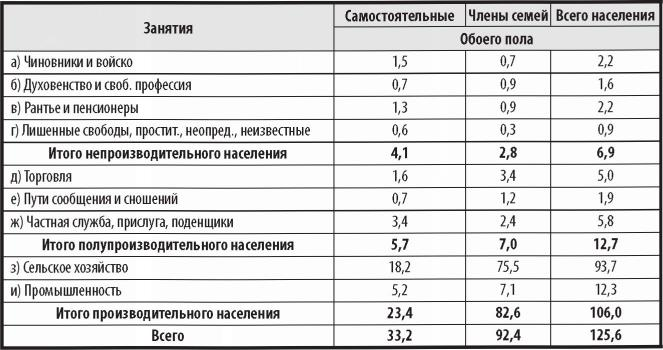 Занятия Самостоятельные Члены семей Всего населения
Обоего пола
а) Чиновники и войско 1,5 0,7 2,2
б) Духовенство и своб. профессия 0,7 0,9 1,6
в) Рантье и пенсионеры 1,3 0,9 2,2
г) Лишенные свободы, простит., неопред., неизвестные 0,6 0,3 0,9
Итого непроизводительного населения 4,1 2,8 6,9
д) Торговля 1,6 3,4 5,0
е) Пути сообщения и сношений 0,7 1,2 1,9
ж) Частная служба, прислуга, поденщики 3,4 2,4 5,8
Итого полупроизводительного населения 5,7 7,0 12,7
з) Сельское хозяйство 18,2 75,5 93,7
и) Промышленность 5,2 7,1 12,3
Итого производительного населения 23,4 82,6 106,0
Всего 33,2 92,4 125,6